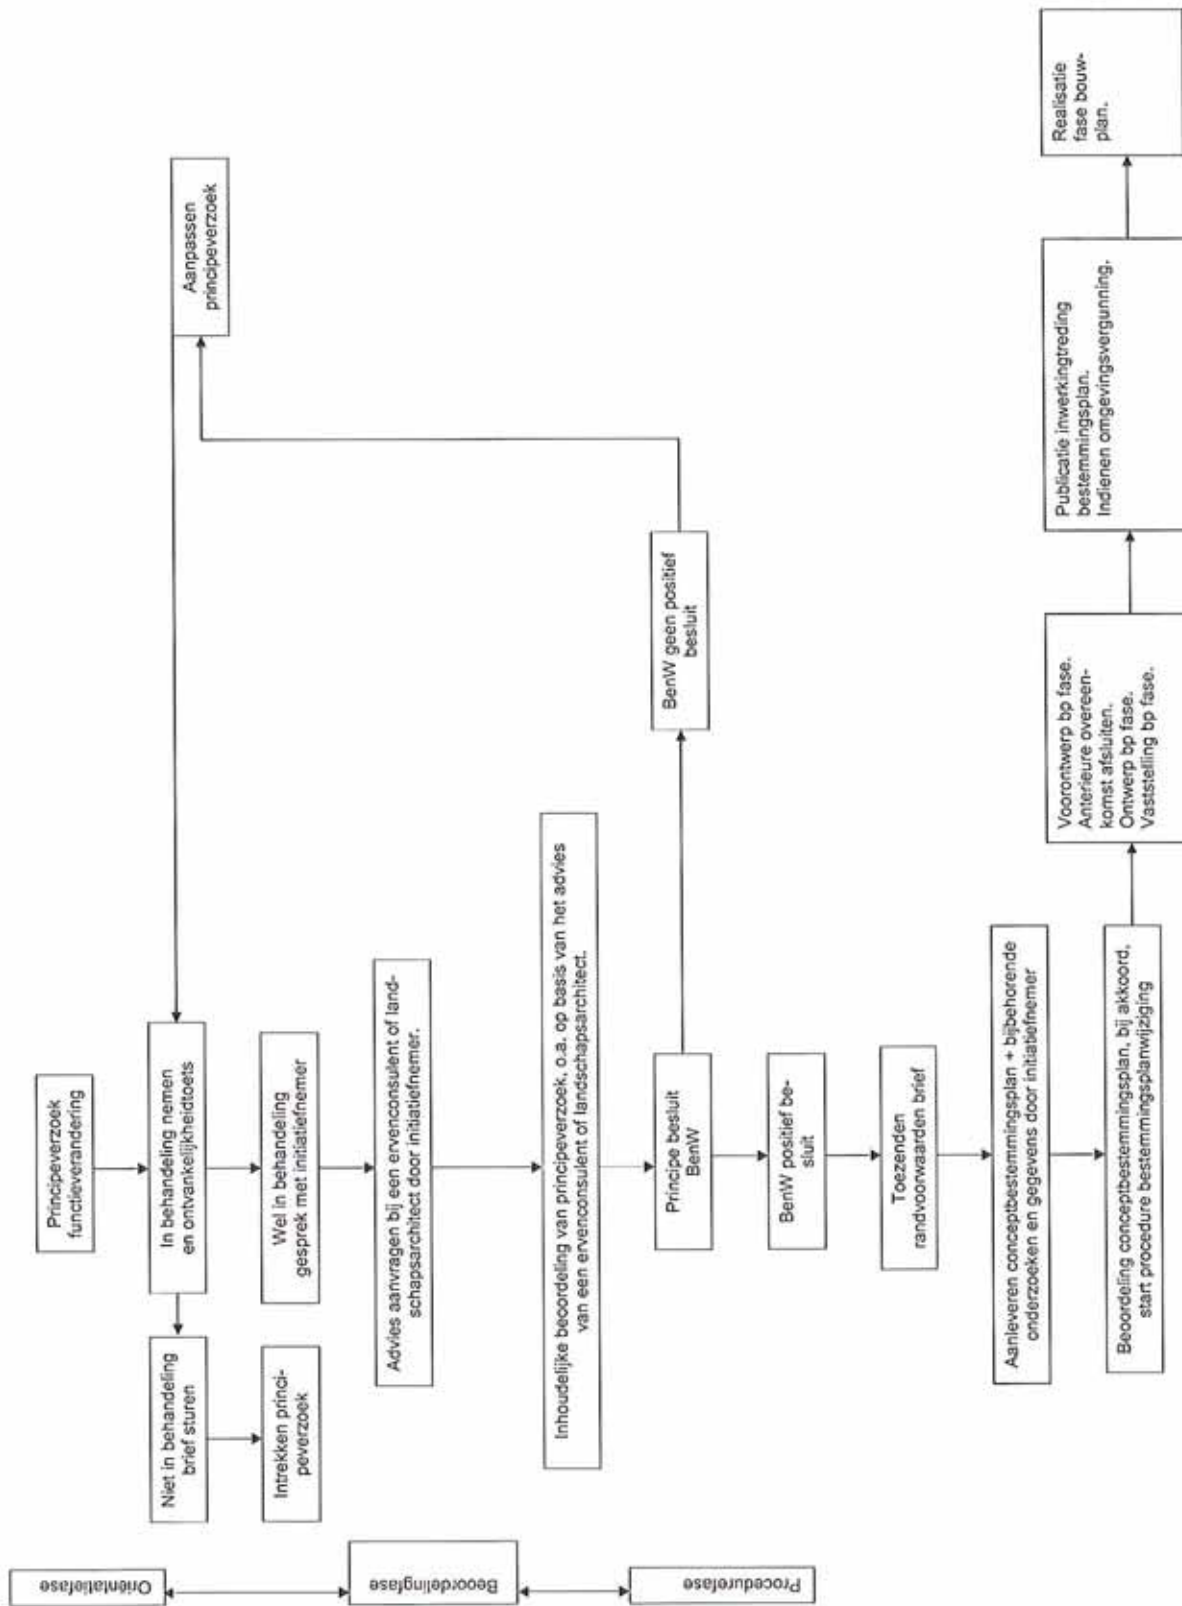 Principeverzoek
functieverandering
In behandeling nemen
en ontvankelijkheidtoets
Aanpassen
principeverzoek
Niet in behandeling
brief sturen
Intrekken princi-
peverzoek
Wel in behandeling
gesprek met initiatiefnemer
Advies aanvragen bij een ervenconsulent of land-
schapsarchitect door initiatiefnemer.
Inhoudelijke beoordeling van principeverzoek, o.a. op basis van het advies
van een ervenconsulent of landschapsarchitect.
Principe besluit
BenW
BenW geen positief
besluit
BenW positief be-
sluit
Toezenden
randvoorwaarden brief
Aanleveren conceptbestemmingsplan + bijbehorende
onderzoeken en gegevens door initiatiefnemer
Beoordeling conceptbestemmingsplan, bij akkoord,
start procedure bestemmingsplanwijziging
Voorontwerp bp fase.
Anterieure overeen-
komst afsluiten.
Ontwerp bp fase.
Vaststelling bp fase.
Publicatie inwerkingtreding
bestemmingsplan.
Indienen omgevingsvergunning.
Realisatie
fase bouw-
plan.
Oriëntatiefase
Beoordelingfase
Procedurefase